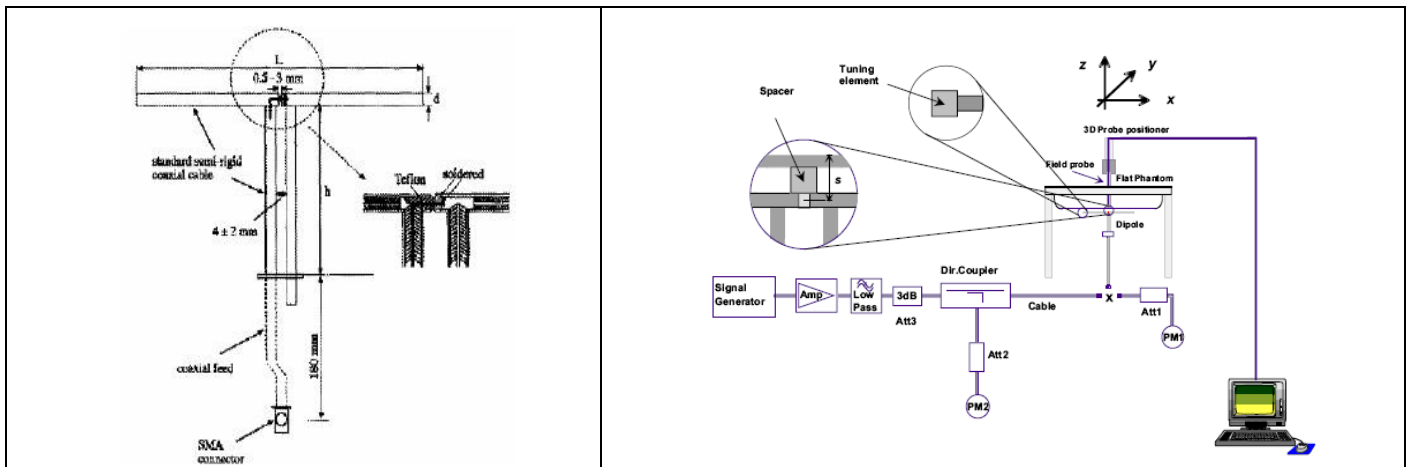 L
0.5-3 mm
d
standard semi-rigid
coaxial cable
h
Teflon
soldered
4 ± 2 mm
coaxial feed
180 mm
SMA
connector
Tuning
element
Spacer
s
z
y
x
3D Probe positioner
Field probe
Flat Phantom
Dipole
Signal
Generator
Amp
Low
Pass
3dB
Att3
Dir.Coupler
Cable
x
Att1
PM1
Att2
PM2